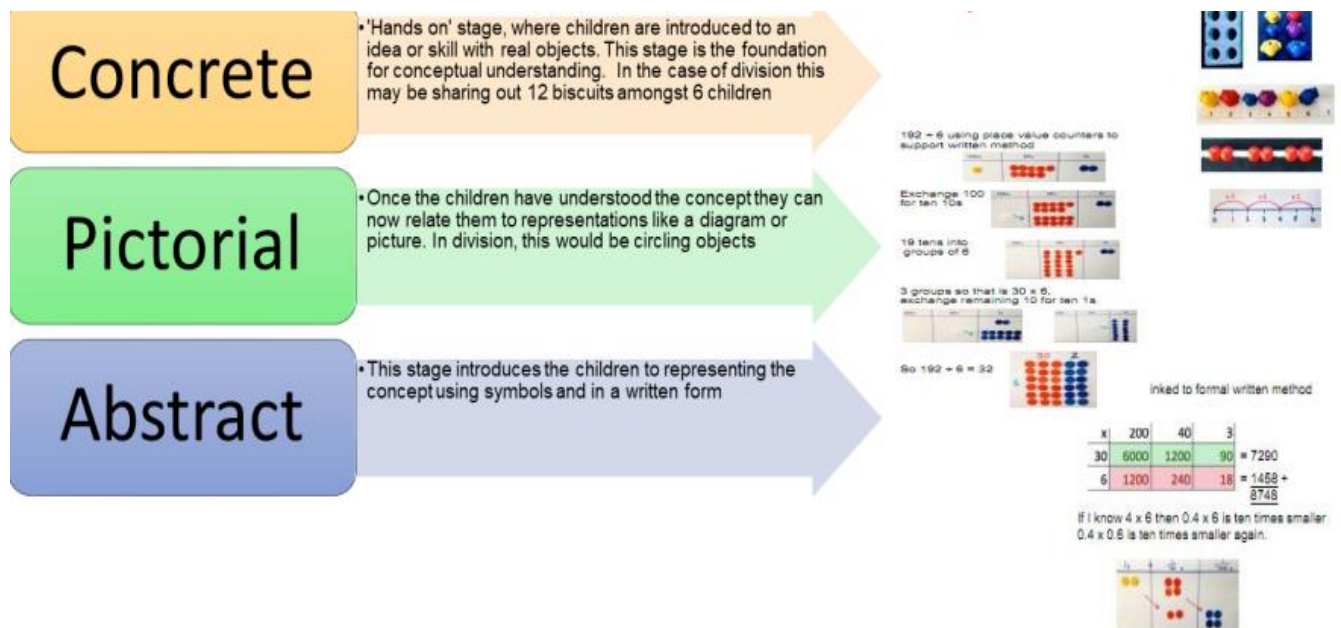 Concrete
•'Hands on' stage, where children are introduced to an
idea or skill with real objects. This stage is the foundation
for conceptual understanding. In the case of division this
may be sharing out 12 biscuits amongst 6 children
Pictorial
•Once the children have understood the concept they can
now relate them to representations like a diagram or
picture. In division, this would be circling objects
Abstract
•This stage introduces the children to representing the
concept using symbols and in a written form
192 ÷ 6 using place value counters to
support written method
Exchange 100
for ten 10s
19 tens into
groups of 6
3 groups so that is 30 x 6,
exchange remaining 10 for ten 1s
So 192 ÷ 6 = 32
30 2
6
inked to formal written method
x 200 40 3
30 6000 1200 90 = 7290
6 1200 240 18 = 1458 +
8748
If I know 4 x 6 then 0.4 x 6 is ten times smaller
0.4 x 0.6 is ten times smaller again.